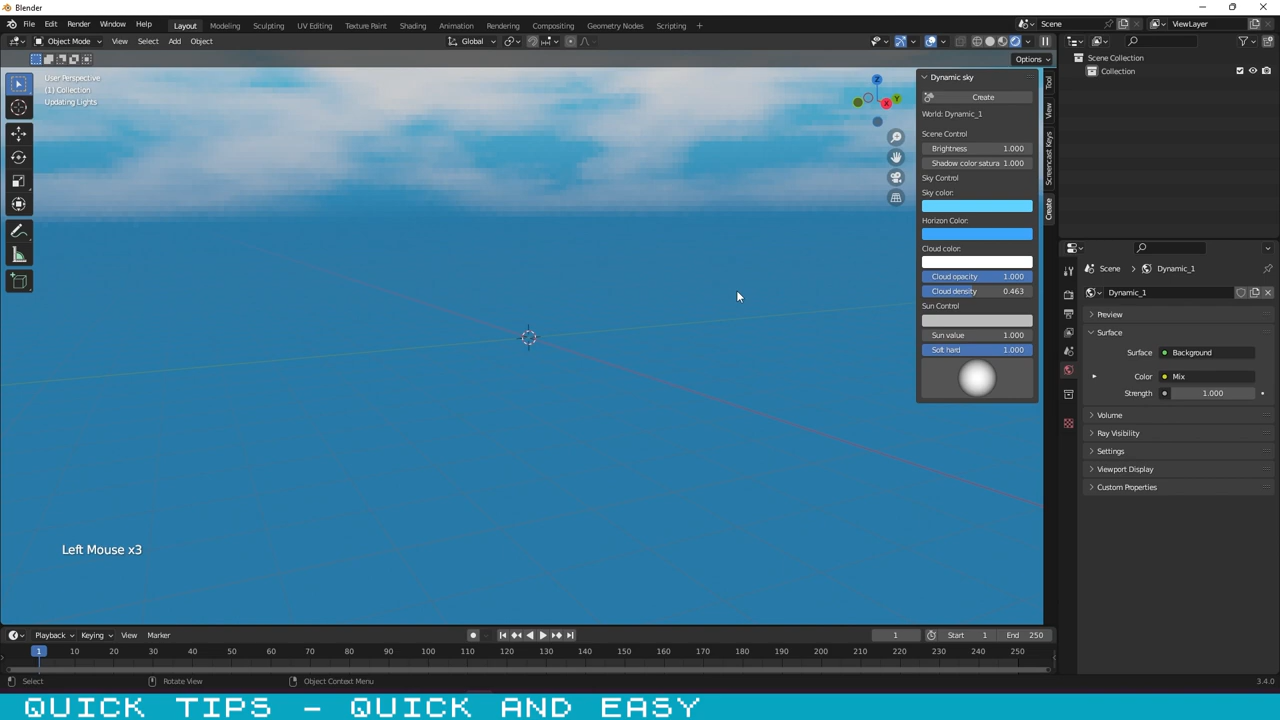 Blender
File Edit Render Window Help Layout Modeling Sculpting UV Editing Texture Paint Shading Animation Rendering Compositing Geometry Nodes Scripting + Scene ViewLayer
Object Mode View Select Add Object Global
Options
User Perspective
(1) Collection
Updating Lights
Z
Y
X
Dynamic sky
Create
World: Dynamic_1
Scene Control
Brightness 1.000
Shadow color satura 1.000
Sky Control
Sky color:
Horizon Color:
Cloud color:
Cloud opacity 1.000
Cloud density 0.463
Sun Control
Sun value 1.000
Soft hard 1.000
Tool
View
Screencast Keys
Create
Scene Collection
Collection
Scene > Dynamic_1
Dynamic_1
Preview
Surface
Surface Background
Color Mix
Strength 1.000
Volume
Ray Visibility
Settings
Viewport Display
Custom Properties
Left Mouse x3
Playback Keying View Marker 1 Start 1 End 250
1 10 20 30 40 50 60 70 80 90 100 110 120 130 140 150 160 170 180 190 200 210 220 230 240 250
Select Rotate View Object Context Menu 3.4.0
QUICK TIPS - QUICK AND EASY